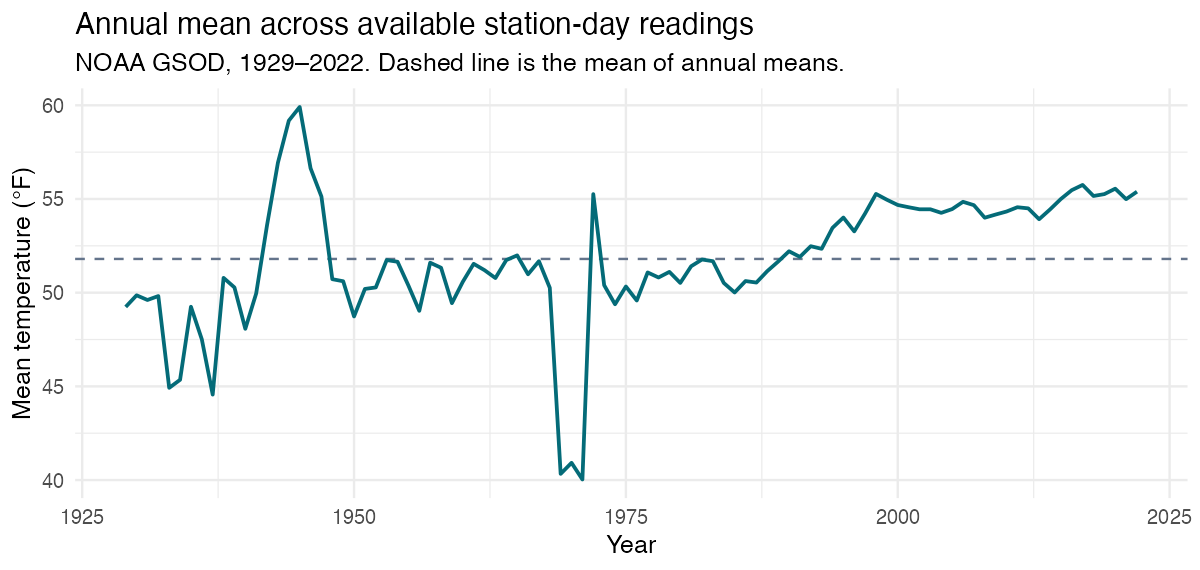 Annual mean across available station-day readings
NOAA GSOD, 1929–2022. Dashed line is the mean of annual means.
Mean temperature (°F)
60
55
50
45
40
1925
1950
1975
2000
2025
Year